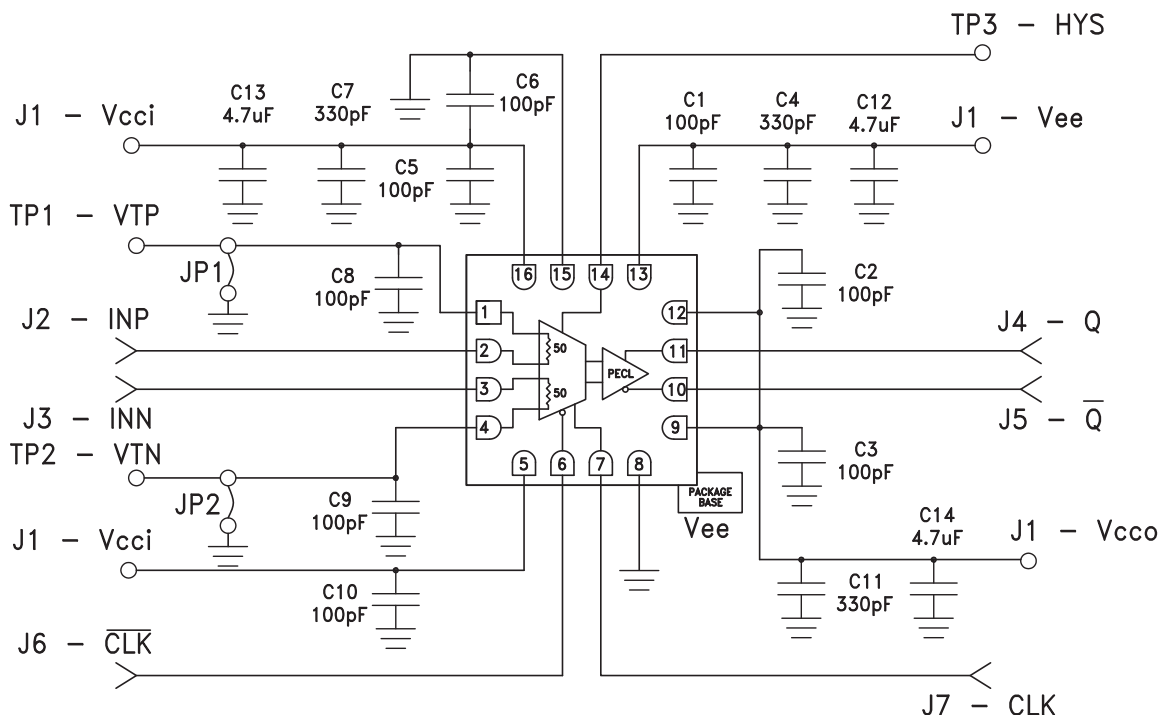 TP3 - HYS
J1 - Vcci
C13
4.7uF
C7
330pF
C6
100pF
C5
100pF
C1
100pF
C4
330pF
C12
4.7uF
J1 - Vee
TP1 - VTP
JP1
C8
100pF
16
15
14
13
C2
100pF
J2 - INP
1
2
3
4
50
50
PECL
12
11
10
9
J4 - Q
J3 - INN
J5 - Q̅
TP2 - VTN
JP2
C9
100pF
5
6
7
8
PACKAGE
BASE
Vee
C3
100pF
J1 - Vcci
C10
100pF
C14
4.7uF
J1 - Vcco
C11
330pF
J6 - C̅L̅K̅
J7 - CLK